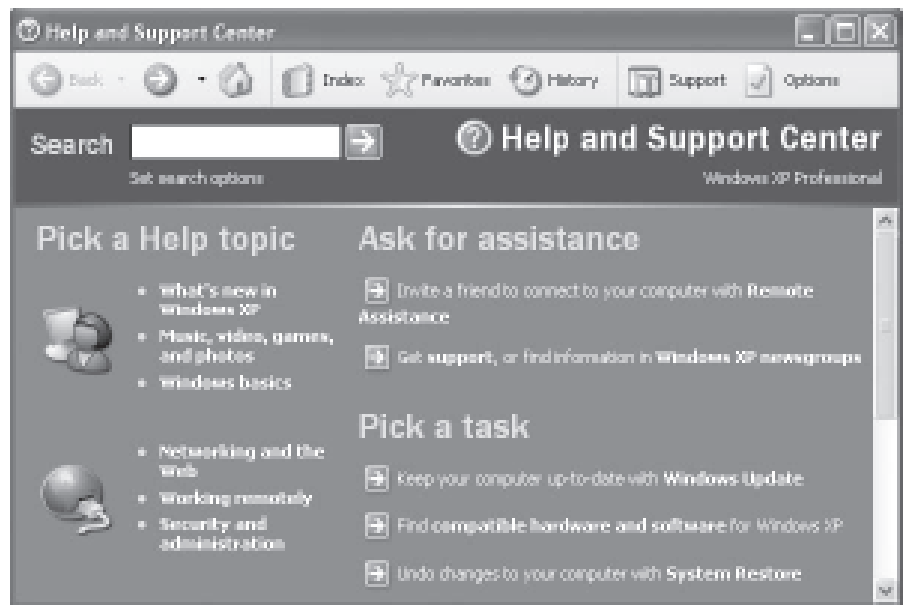 Help and Support Center
Back
Index
Favorites
History
Support
Options
Search
Set search options
Help and Support Center
Windows XP Professional
Pick a Help topic
What's new in
Windows XP
Music, video, games,
and photos
Windows basics
Networking and the
Web
Working remotely
Security and
administration
Ask for assistance
Invite a friend to connect to your computer with Remote
Assistance
Get support, or find information in Windows XP newsgroups
Pick a task
Keep your computer up-to-date with Windows Update
Find compatible hardware and software for Windows XP
Undo changes to your computer with System Restore